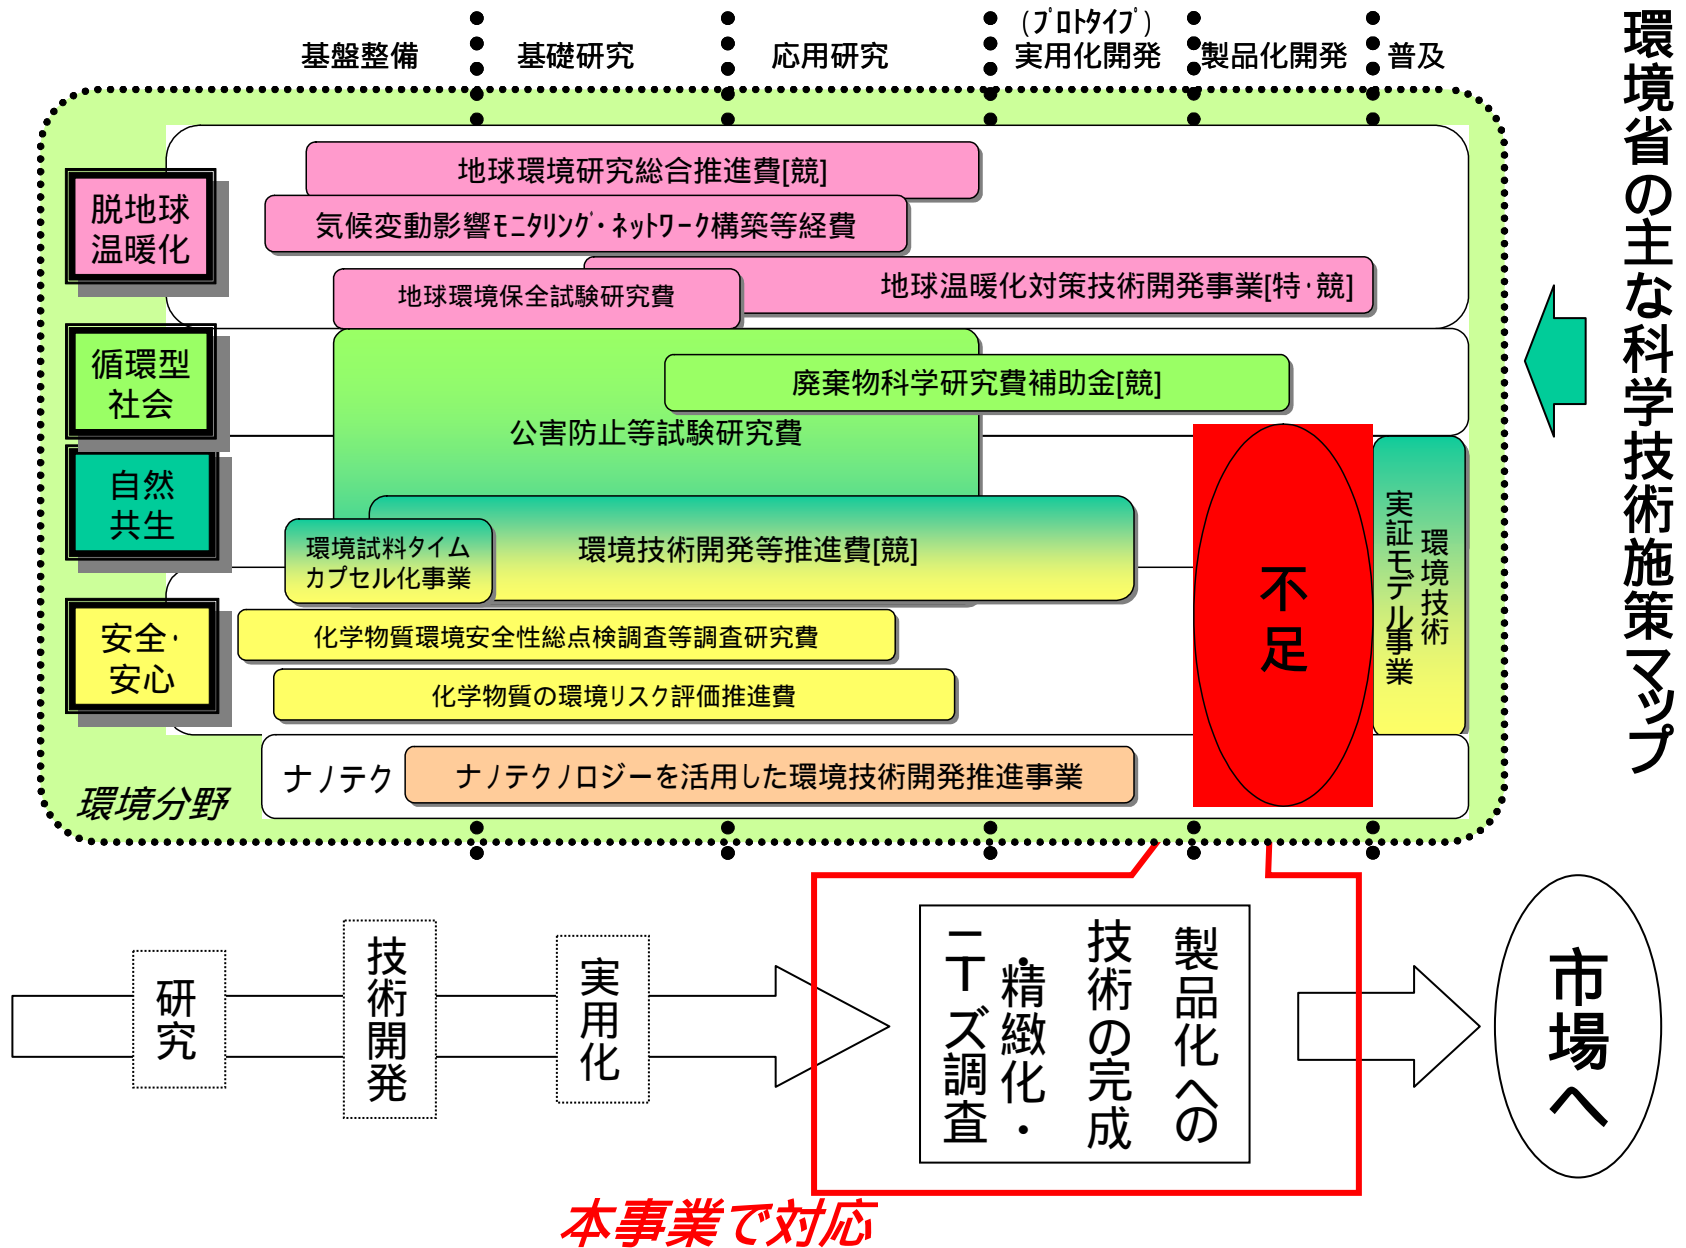 環境省の主な科学技術施策マップ
基盤整備
基礎研究
応用研究
(ﾌﾟﾛﾄﾀｲﾌﾟ)
実用化開発
製品化開発
普及
脱地球
温暖化
地球環境研究総合推進費[競]
気候変動影響ﾓﾆﾀﾘﾝｸﾞ・ﾈｯﾄﾜｰｸ構築等経費
地球環境保全試験研究費
地球温暖化対策技術開発事業[特・競]
循環型
社会
廃棄物科学研究費補助金[競]
公害防止等試験研究費
自然
共生
環境試料タイム
カプセル化事業
環境技術開発等推進費[競]
安全・
安心
化学物質環境安全性総点検調査等調査研究費
化学物質の環境リスク評価推進費
不足
環境技術
実証モデル事業
ナノテク
ナノテクノロジーを活用した環境技術開発推進事業
環境分野
研究
技術開発
実用化
製品化への
技術の完成
・精緻化・
ニーズ調査
市場へ
本事業で対応